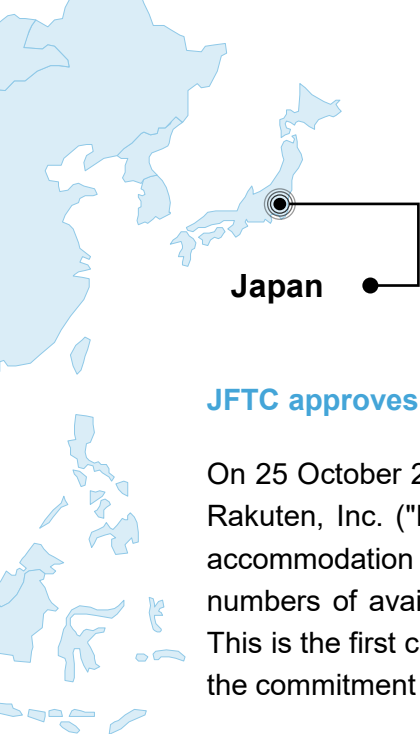 Japan
JFTC approves
On 25 October 2
Rakuten, Inc. ("
accommodation
numbers of avai
This is the first c
the commitment